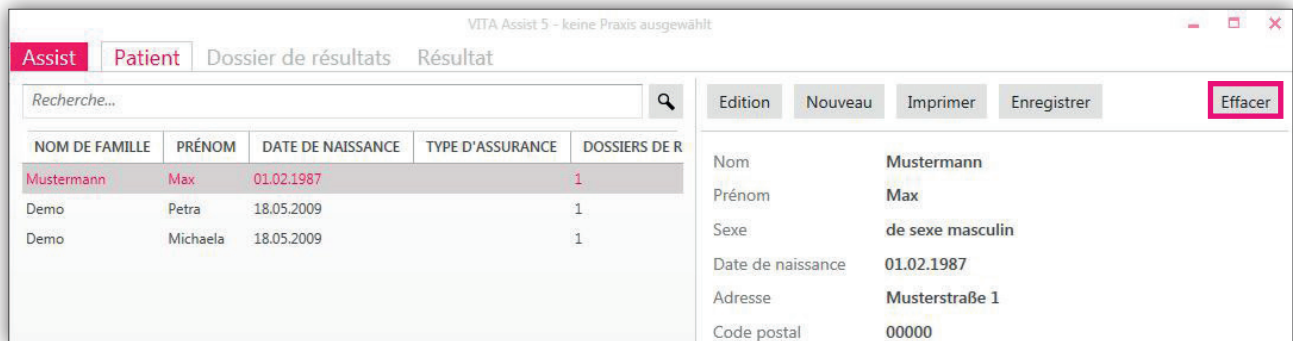 VITA Assist 5 - keine Praxis ausgewählt
Assist Patient Dossier de résultats Résultat
Recherche...
NOM DE FAMILLE PRÉNOM DATE DE NAISSANCE TYPE D'ASSURANCE DOSSIERS DE R
Mustermann Max 01.02.1987 1
Demo Petra 18.05.2009 1
Demo Michaela 18.05.2009 1
Edition Nouveau Imprimer Enregistrer Effacer
Nom Mustermann
Prénom Max
Sexe de sexe masculin
Date de naissance 01.02.1987
Adresse Musterstraße 1
Code postal 00000